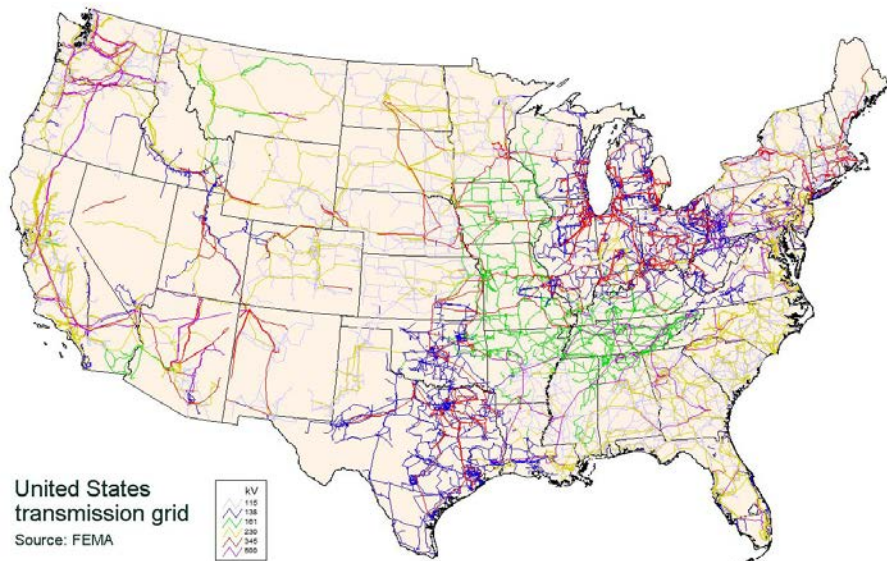 United States
transmission grid
Source: FEMA
kV
115
138
161
230
345
500